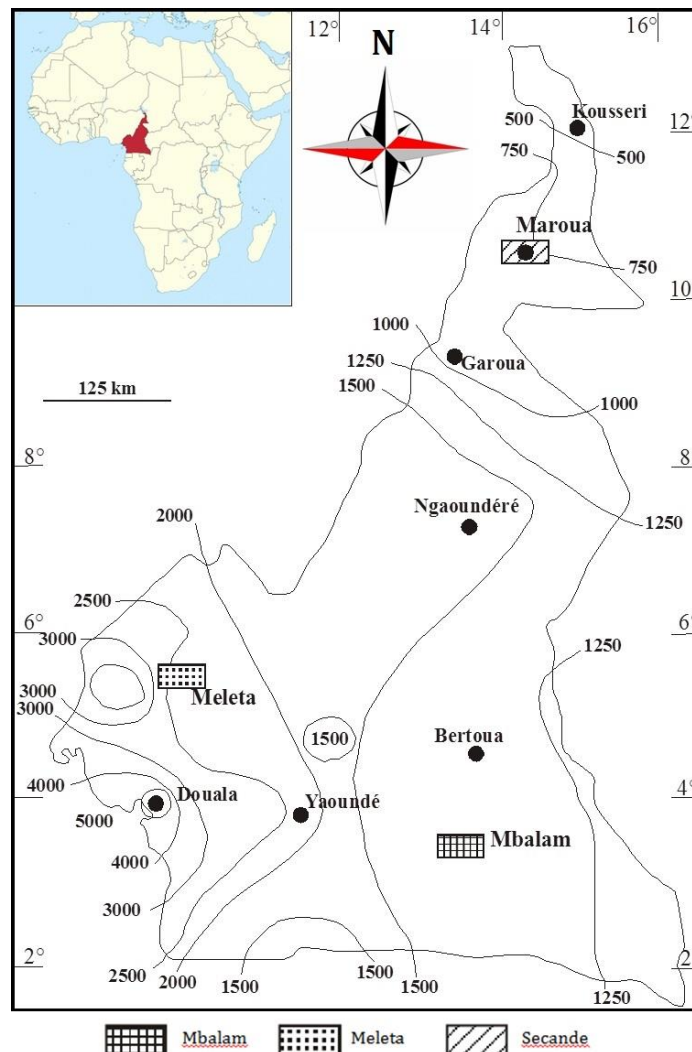 12° 14° 16°
N
Kousseri
500 12°
750 500
Maroua
750
10°
1000
1250 Garoua
125 km 1500
1000
8° 8°
2000 Ngaoundéré
1250
2500
6° 6°
3000 1250
3000 Meleta
3000
1500 Bertoua
4000 Douala Yaoundé 4°
5000 Mbalam
4000
3000
2° 2°
2500
2000
1500 1500 1500 1250
Mbalam Meleta Secande